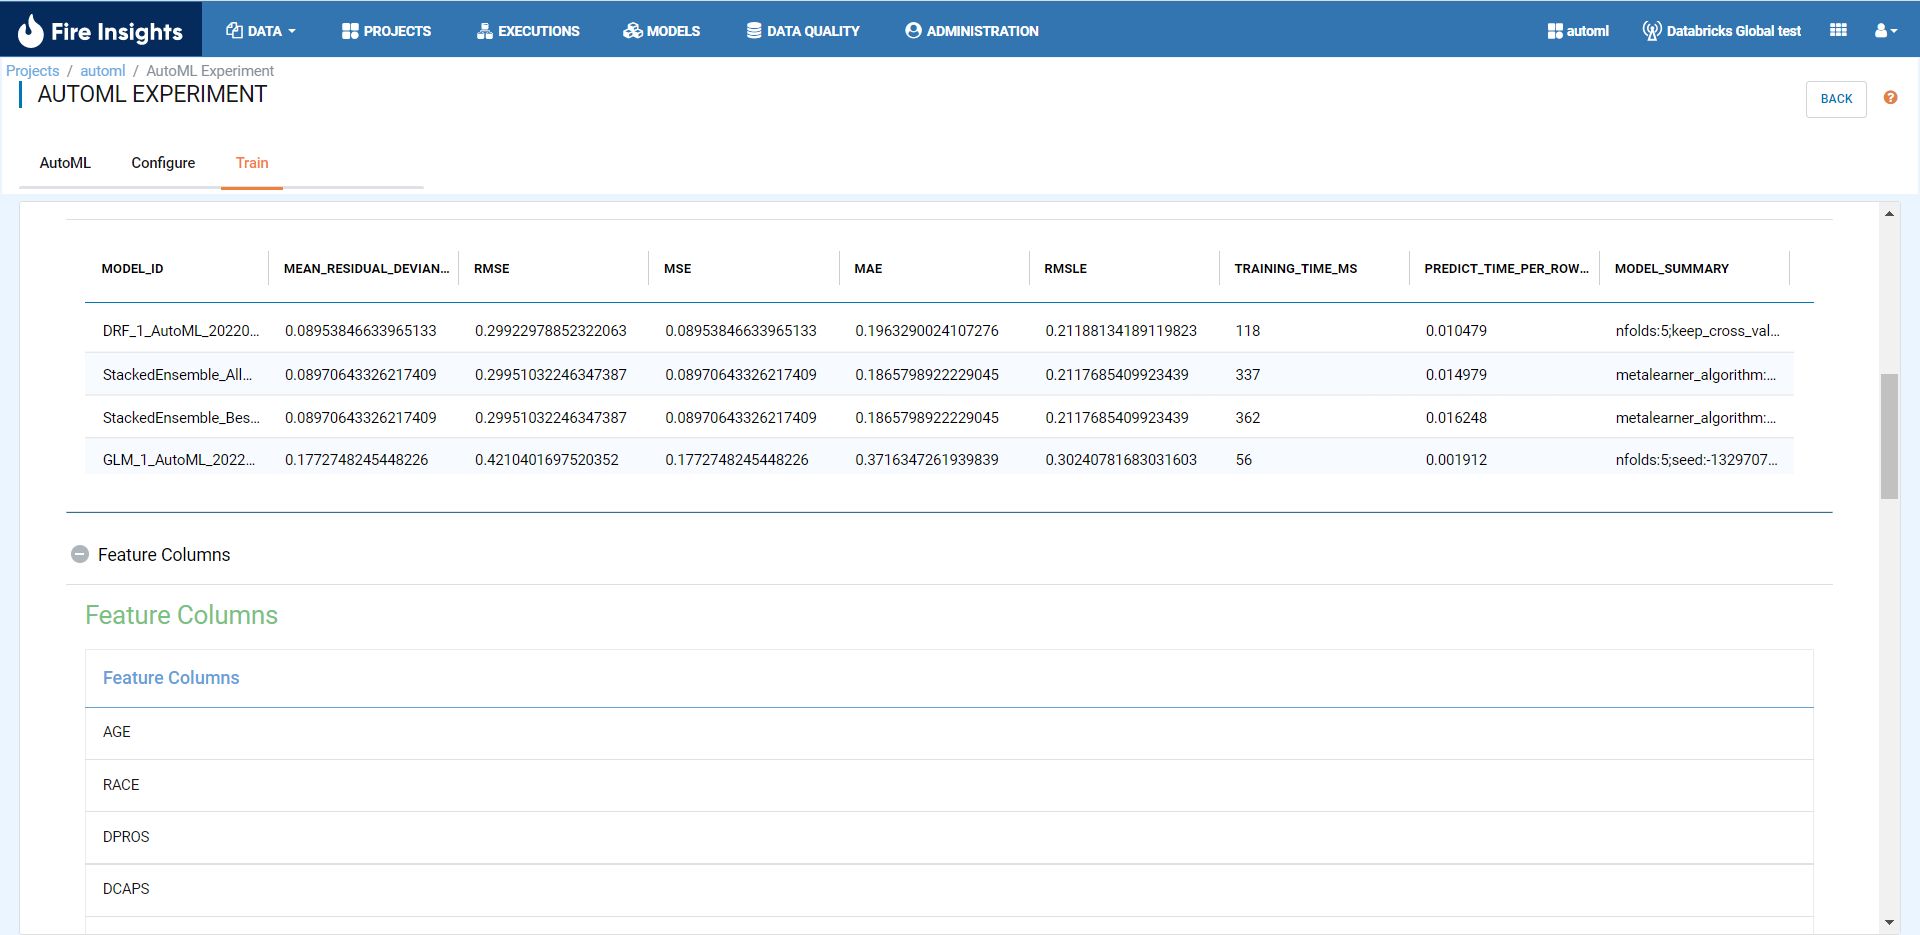 Fire Insights DATA PROJECTS EXECUTIONS MODELS DATA QUALITY ADMINISTRATION automl Databricks Global test
Projects / automl / AutoML Experiment
AUTOML EXPERIMENT
BACK ?
AutoML Configure Train
MODEL_ID MEAN_RESIDUAL_DEVIAN... RMSE MSE MAE RMSLE TRAINING_TIME_MS PREDICT_TIME_PER_ROW... MODEL_SUMMARY
DRF_1_AutoML_20220... 0.08953846633965133 0.29922978852322063 0.08953846633965133 0.1963290024107276 0.21188134189119823 118 0.010479 nfolds:5;keep_cross_val...
StackedEnsemble_All... 0.08970643326217409 0.29951032246347387 0.08970643326217409 0.1865798922229045 0.2117685409923439 337 0.014979 metalearner_algorithm:...
StackedEnsemble_Bes... 0.08970643326217409 0.29951032246347387 0.08970643326217409 0.1865798922229045 0.2117685409923439 362 0.016248 metalearner_algorithm:...
GLM_1_AutoML_2022... 0.1772748245448226 0.4210401697520352 0.1772748245448226 0.3716347261939839 0.30240781683031603 56 0.001912 nfolds:5;seed:-1329707...
Feature Columns
Feature Columns
Feature Columns
AGE
RACE
DPROS
DCAPS